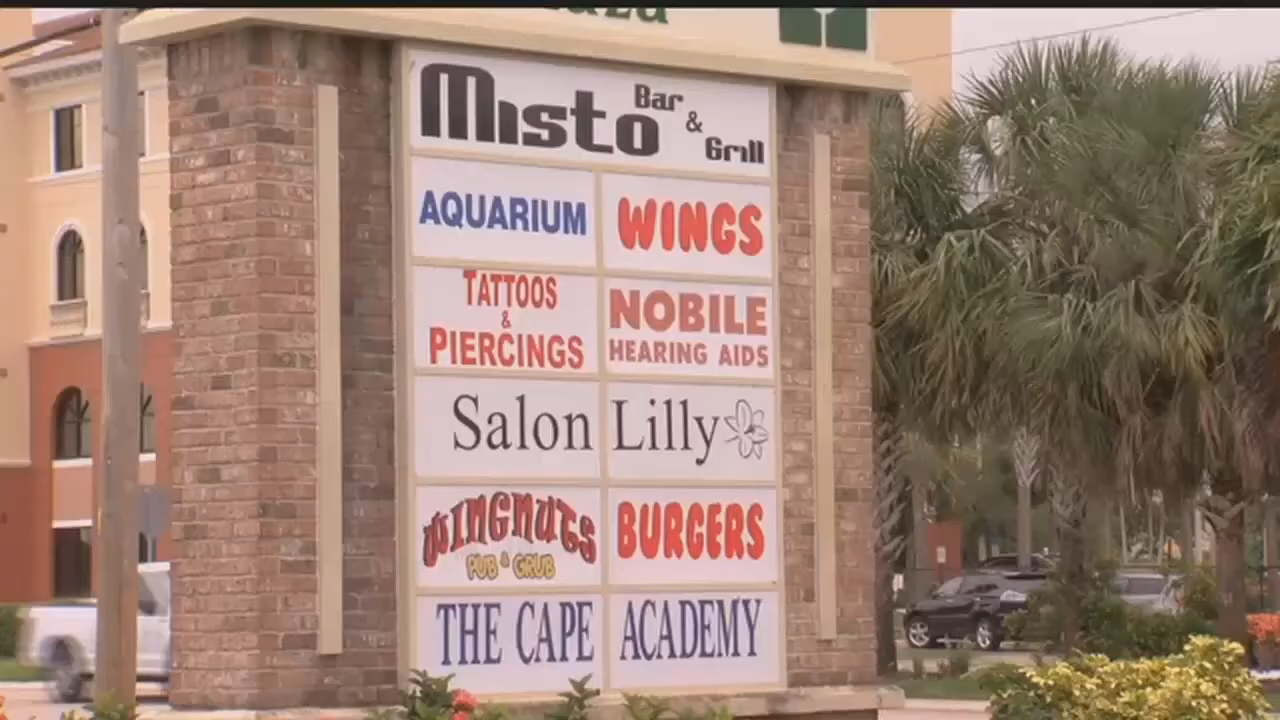 Misto Bar & Grill
AQUARIUM
WINGS
TATTOOS
&
PIERCINGS
NOBILE
HEARING AIDS
Salon Lilly
WINGNUTS
PUB & GRUB
BURGERS
THE CAPE ACADEMY